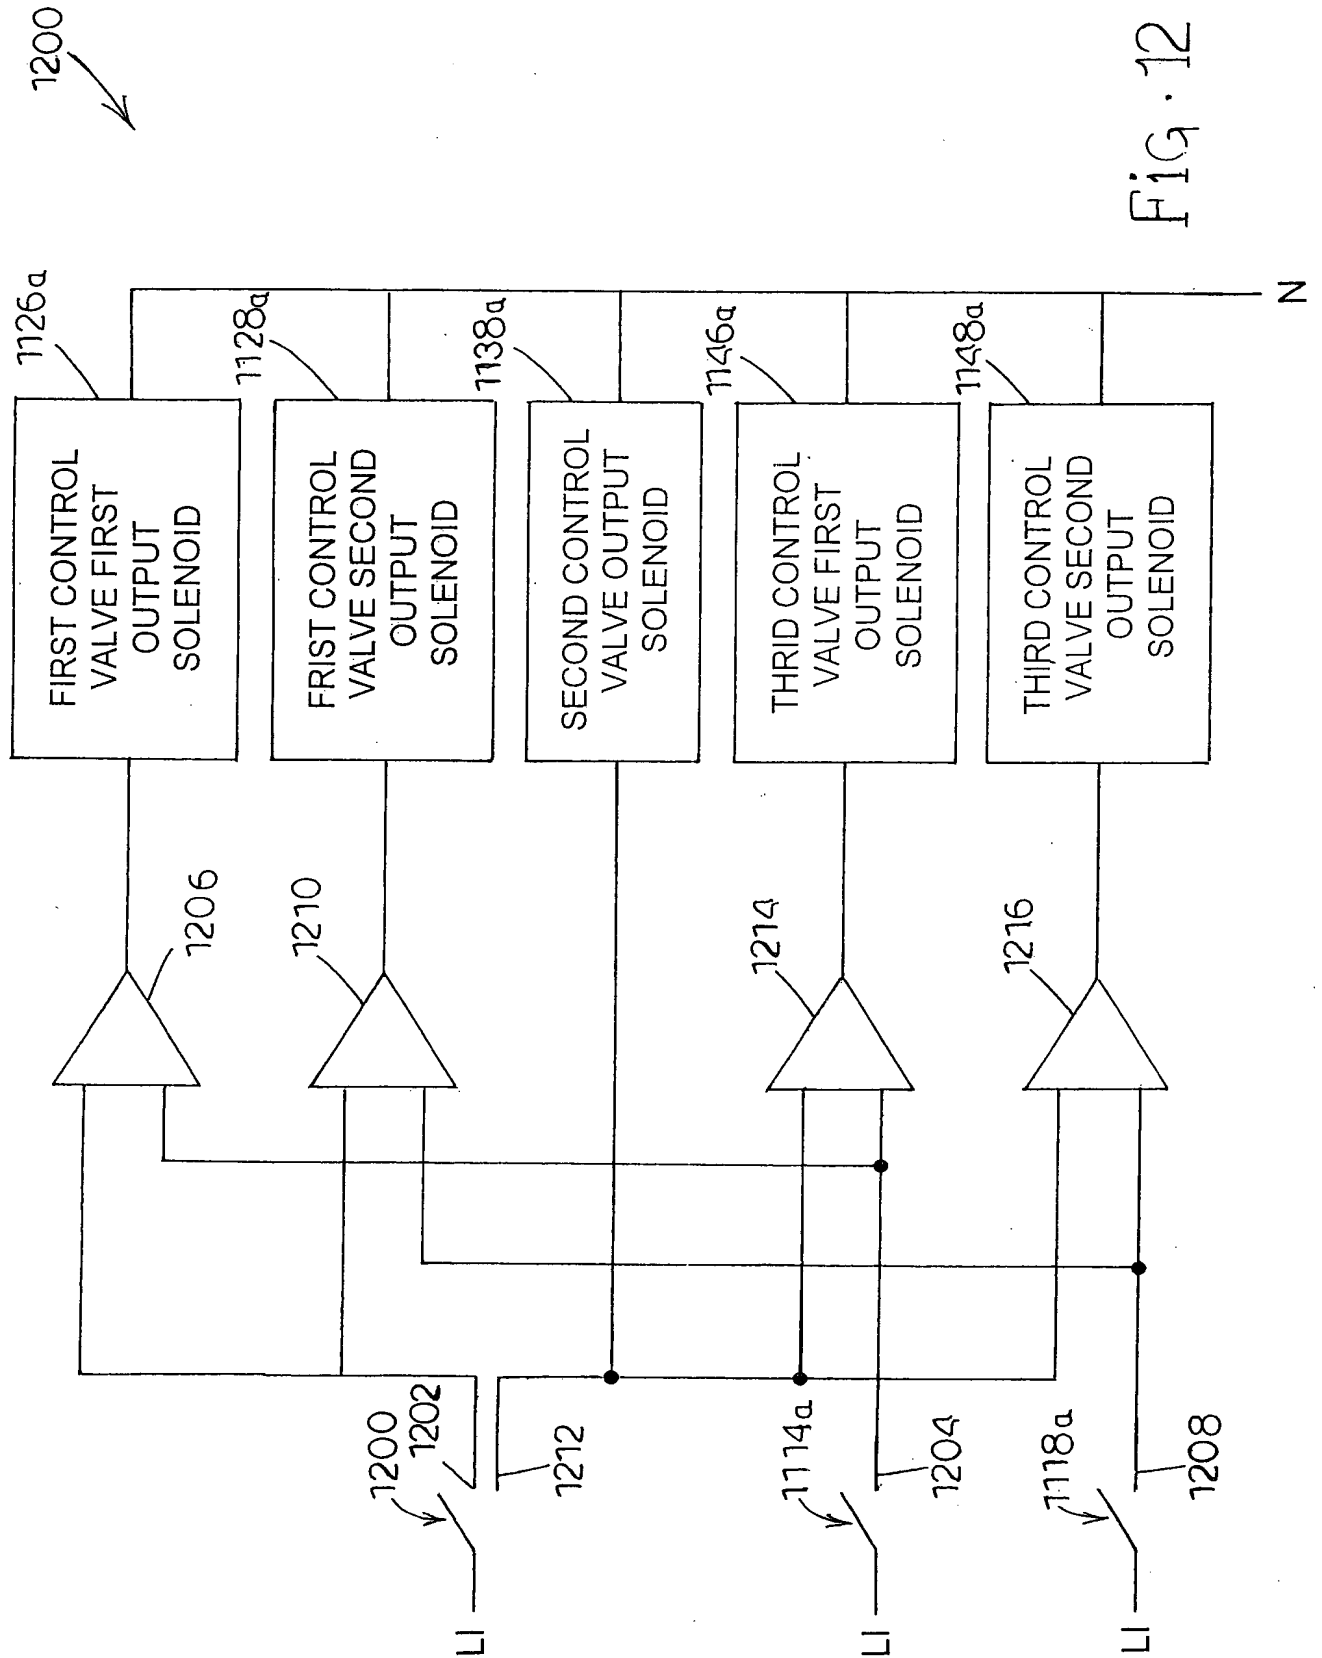 1200
1126a
FIRST CONTROL
VALVE FIRST
OUTPUT
SOLENOID
1206
1128a
FRIST CONTROL
VALVE SECOND
OUTPUT
SOLENOID
1210
1138a
SECOND CONTROL
VALVE OUTPUT
SOLENOID
1200
1202
1212
LI
1146a
THRID CONTROL
VALVE FIRST
OUTPUT
SOLENOID
1214
1114a
1204
LI
1148a
THIRD CONTROL
VALVE SECOND
OUTPUT
SOLENOID
1216
1118a
1208
LI
N
FIG. 12